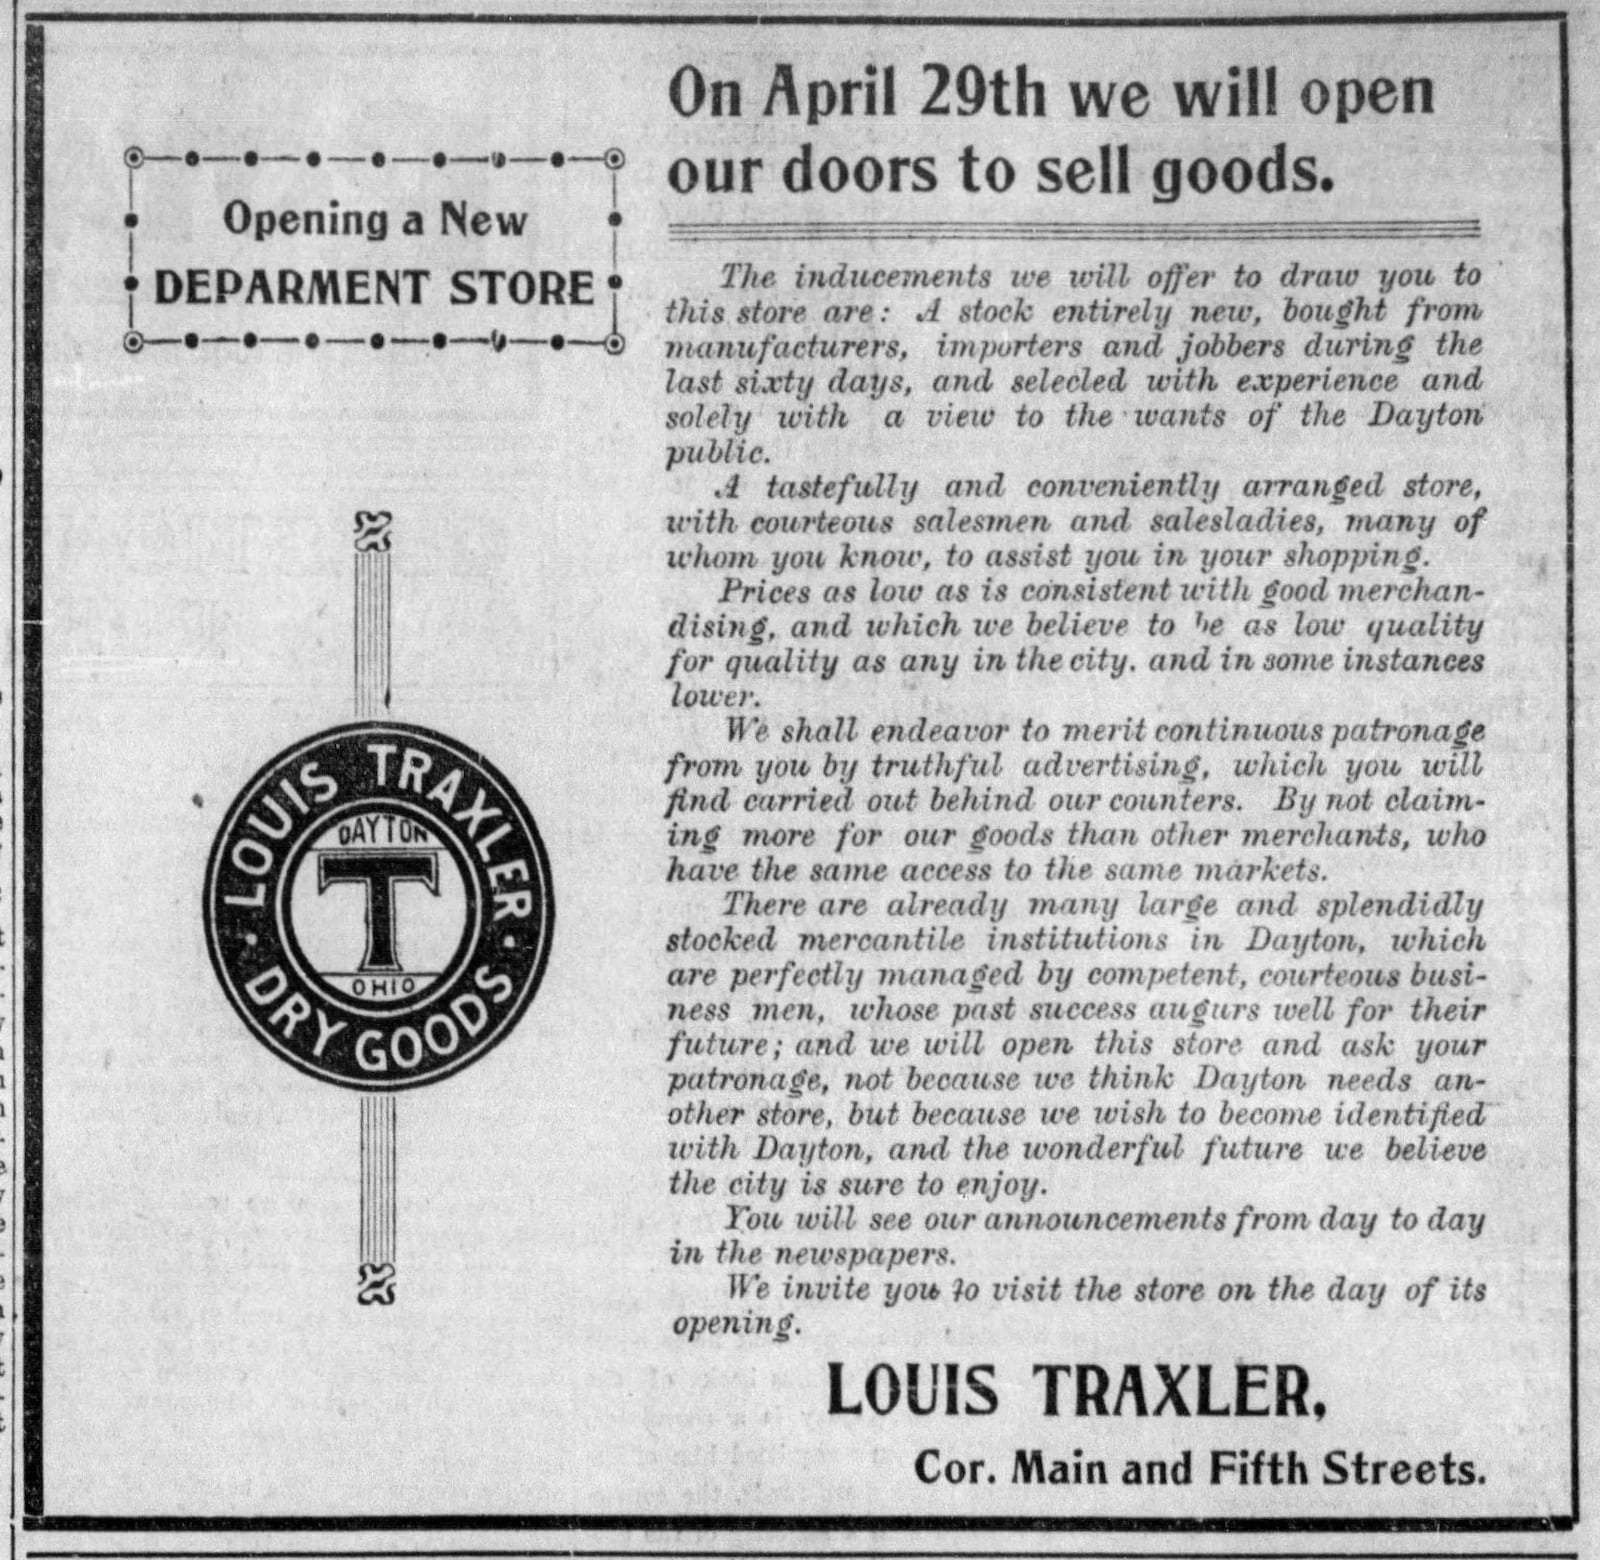 Opening a New
DEPARMENT STORE
LOUIS TRAXLER
DAYTON
T
OHIO
DRY GOODS
On April 29th we will open
our doors to sell goods.
The inducements we will offer to draw you to
this store are: A stock entirely new, bought from
manufacturers, importers and jobbers during the
last sixty days, and selected with experience and
solely with a view to the wants of the Dayton
public.
A tastefully and conveniently arranged store,
with courteous salesmen and salesladies, many of
whom you know, to assist you in your shopping.
Prices as low as is consistent with good merchan-
dising, and which we believe to be as low quality
for quality as any in the city. and in some instances
lower.
We shall endeavor to merit continuous patronage
from you by truthful advertising, which you will
find carried out behind our counters. By not claim-
ing more for our goods than other merchants, who
have the same access to the same markets.
There are already many large and splendidly
stocked mercantile institutions in Dayton, which
are perfectly managed by competent, courteous busi-
ness men, whose past success augurs well for their
future; and we will open this store and ask your
patronage, not because we think Dayton needs an-
other store, but because we wish to become identified
with Dayton, and the wonderful future we believe
the city is sure to enjoy.
You will see our announcements from day to day
in the newspapers.
We invite you to visit the store on the day of its
opening.
LOUIS TRAXLER,
Cor. Main and Fifth Streets.